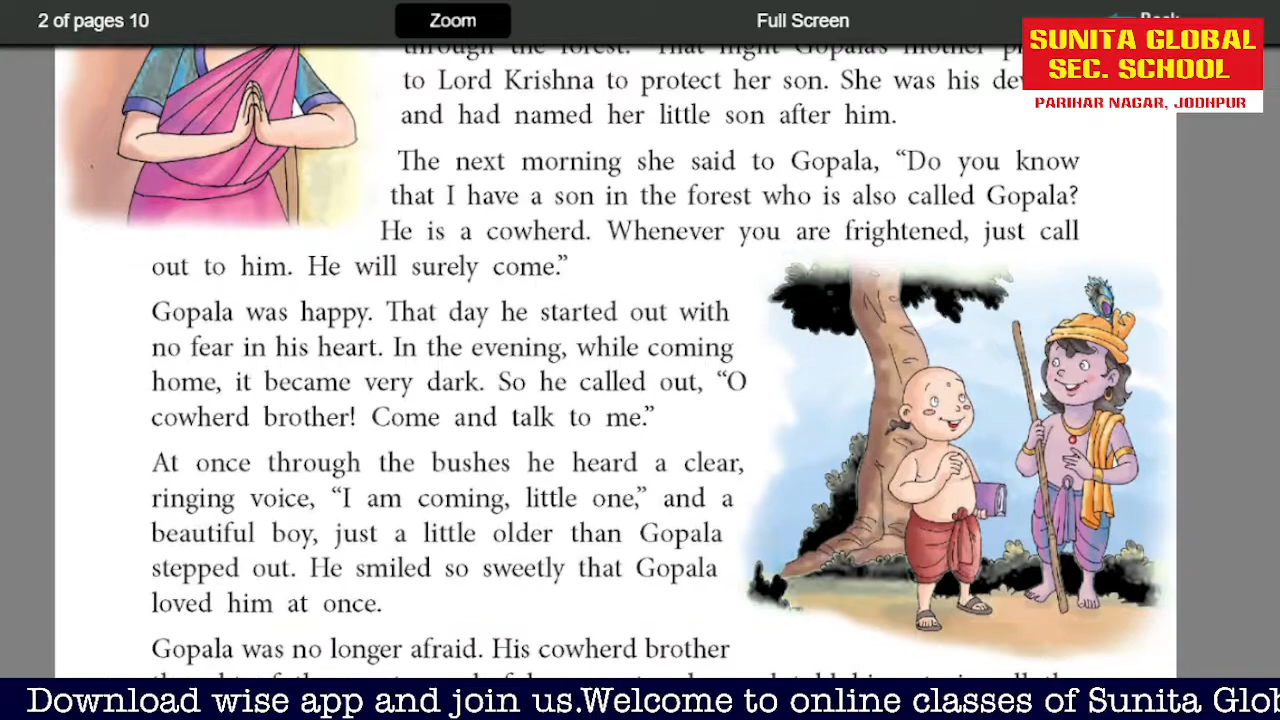 2 of pages 10
Zoom
Full Screen
Back
SUNITA GLOBAL
SEC. SCHOOL
PARIHAR NAGAR, JODHPUR
through the forest. That night Gopala's mother
to Lord Krishna to protect her son. She was his
and had named her little son after him.
The next morning she said to Gopala, “Do you know
that I have a son in the forest who is also called Gopala?
He is a cowherd. Whenever you are frightened, just call
out to him. He will surely come.”
Gopala was happy. That day he started out with
no fear in his heart. In the evening, while coming
home, it became very dark. So he called out, “O
cowherd brother! Come and talk to me.”
At once through the bushes he heard a clear,
ringing voice, “I am coming, little one,” and a
beautiful boy, just a little older than Gopala
stepped out. He smiled so sweetly that Gopala
loved him at once.
Gopala was no longer afraid. His cowherd brother
Download wise app and join us.Welcome to online classes of Sunita Glob